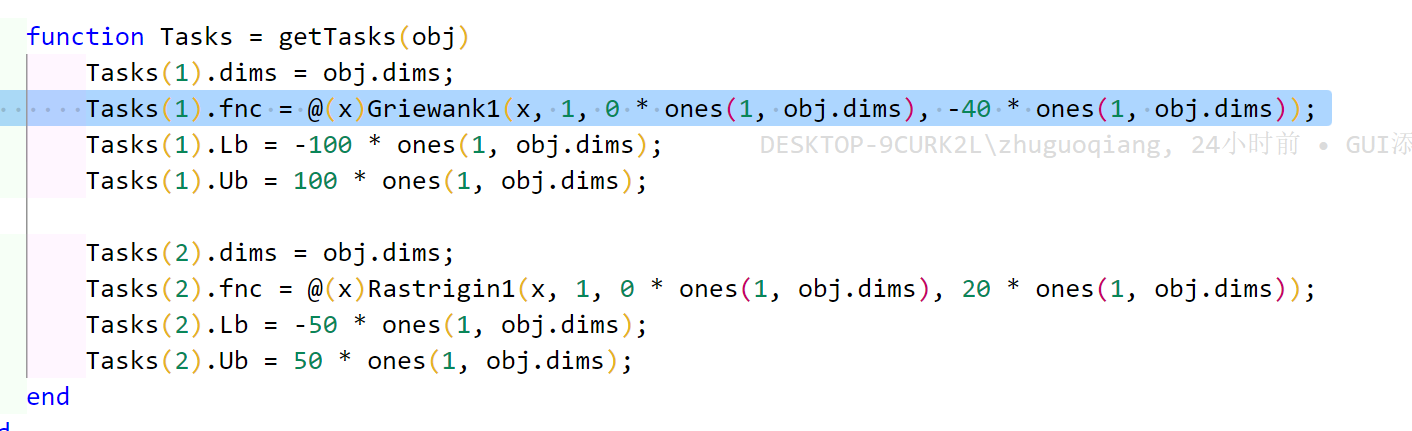 function Tasks = getTasks(obj)
Tasks(1).dims = obj.dims;
Tasks(1).fnc = @(x)Griewank1(x, 1, 0 * ones(1, obj.dims), -40 * ones(1, obj.dims));
Tasks(1).Lb = -100 * ones(1, obj.dims); DESKTOP-9CURK2L\zhuguoqiang, 24小时前 • GUI添
Tasks(1).Ub = 100 * ones(1, obj.dims);
Tasks(2).dims = obj.dims;
Tasks(2).fnc = @(x)Rastrigin1(x, 1, 0 * ones(1, obj.dims), 20 * ones(1, obj.dims));
Tasks(2).Lb = -50 * ones(1, obj.dims);
Tasks(2).Ub = 50 * ones(1, obj.dims);
end